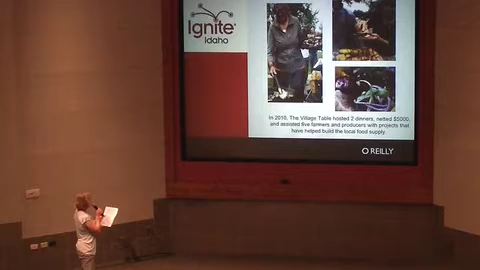 Ignite
Idaho
In 2010, The Village Table hosted 2 dinners, netted $5000,
and assisted five farmers and producers with projects that
have helped build the local food supply.
O REILLY